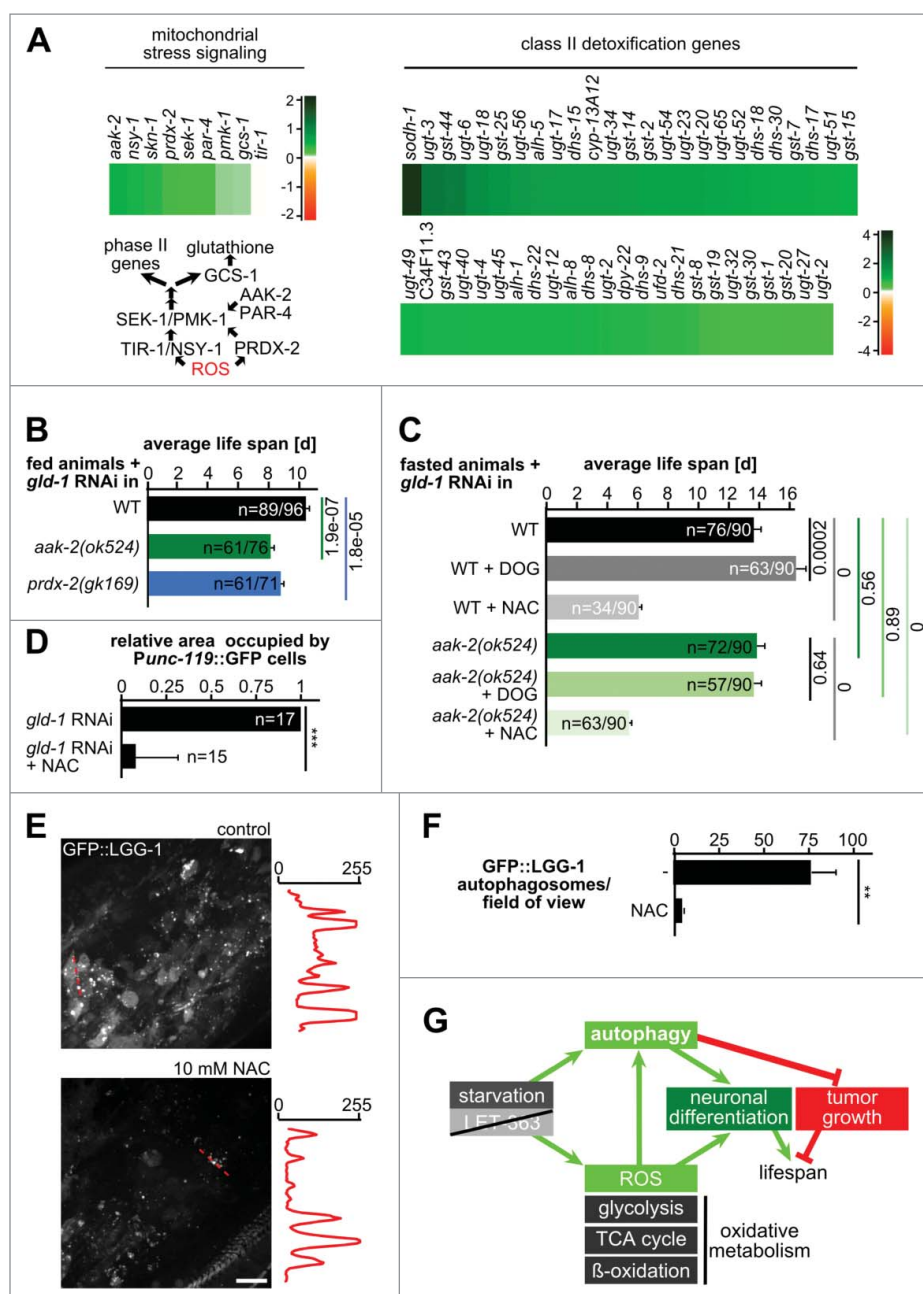 A
mitochondrial
stress signaling
class II detoxification genes
aak-2
nsy-1
skn-1
prdx-2
sek-1
par-4
pmk-1
gcs-1
tir-1
2
1
0
-1
-2
sodh-1
ugt-3
gst-44
ugt-6
ugt-18
gst-25
ugt-56
alh-5
ugt-17
dhs-15
cyp-13A12
ugt-34
gst-14
gst-2
ugt-54
ugt-23
ugt-20
ugt-65
ugt-52
dhs-18
dhs-30
gst-7
dhs-17
ugt-61
gst-15
phase II
genes
glutathione
GCS-1
AAK-2
SEK-1/PMK-1
PAR-4
TIR-1/NSY-1
PRDX-2
ROS
ugt-49
C34F11.3
gst-43
ugt-40
ugt-4
ugt-45
alh-1
dhs-22
ugt-12
alh-8
dhs-8
ugt-2
dpy-22
dhs-9
ufd-2
dhs-21
gst-8
gst-19
ugt-32
gst-30
gst-1
gst-20
ugt-27
ugt-2
4
2
0
-2
-4
B
average life span [d]
fed animals +
gld-1 RNAi in
0 2 4 6 8 10
WT
n=89/96
aak-2(ok524)
n=61/76
prdx-2(gk169)
n=61/71
1.9e-07
1.8e-05
C
fasted animals +
gld-1 RNAi in
average life span [d]
0 2 4 6 8 10 12 14 16
WT
n=76/90
WT + DOG
n=63/90
WT + NAC
n=34/90
aak-2(ok524)
n=72/90
aak-2(ok524)
+ DOG
n=57/90
aak-2(ok524)
+ NAC
n=63/90
0.0002
0
0.56
0.64
0
0.89
0
D
relative area occupied by
Punc-119::GFP cells
0 0.25 0.5 0.75 1
gld-1 RNAi
n=17
gld-1 RNAi
+ NAC
n=15
***
E
control
GFP::LGG-1
0 255
10 mM NAC
0 255
F
0 25 50 75 100
GFP::LGG-1
autophagosomes/
field of view
-
NAC
**
G
autophagy
starvation
LET-363
neuronal
differentiation
tumor
growth
ROS
lifespan
glycolysis
TCA cycle
ß-oxidation
oxidative
metabolism